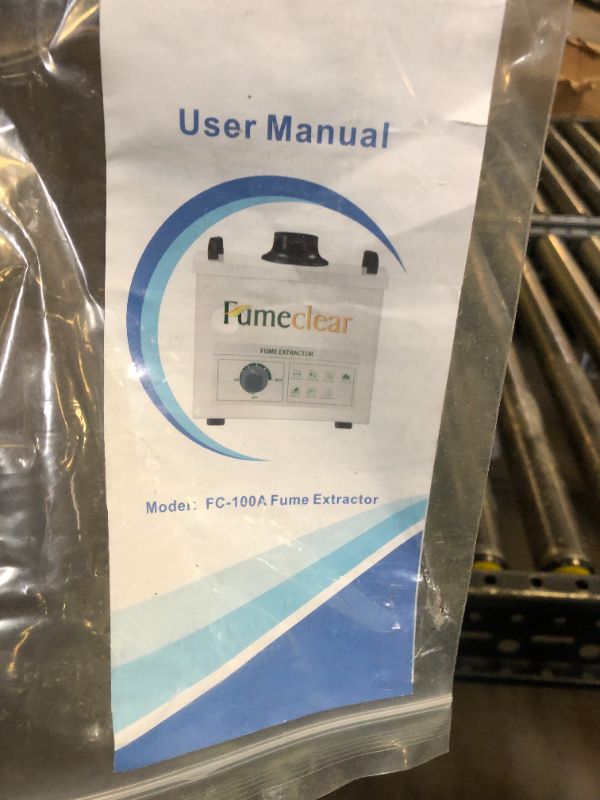 User Manual
Fumeclear
FUME EXTRACTOR
Model: FC-100A Fume Extractor